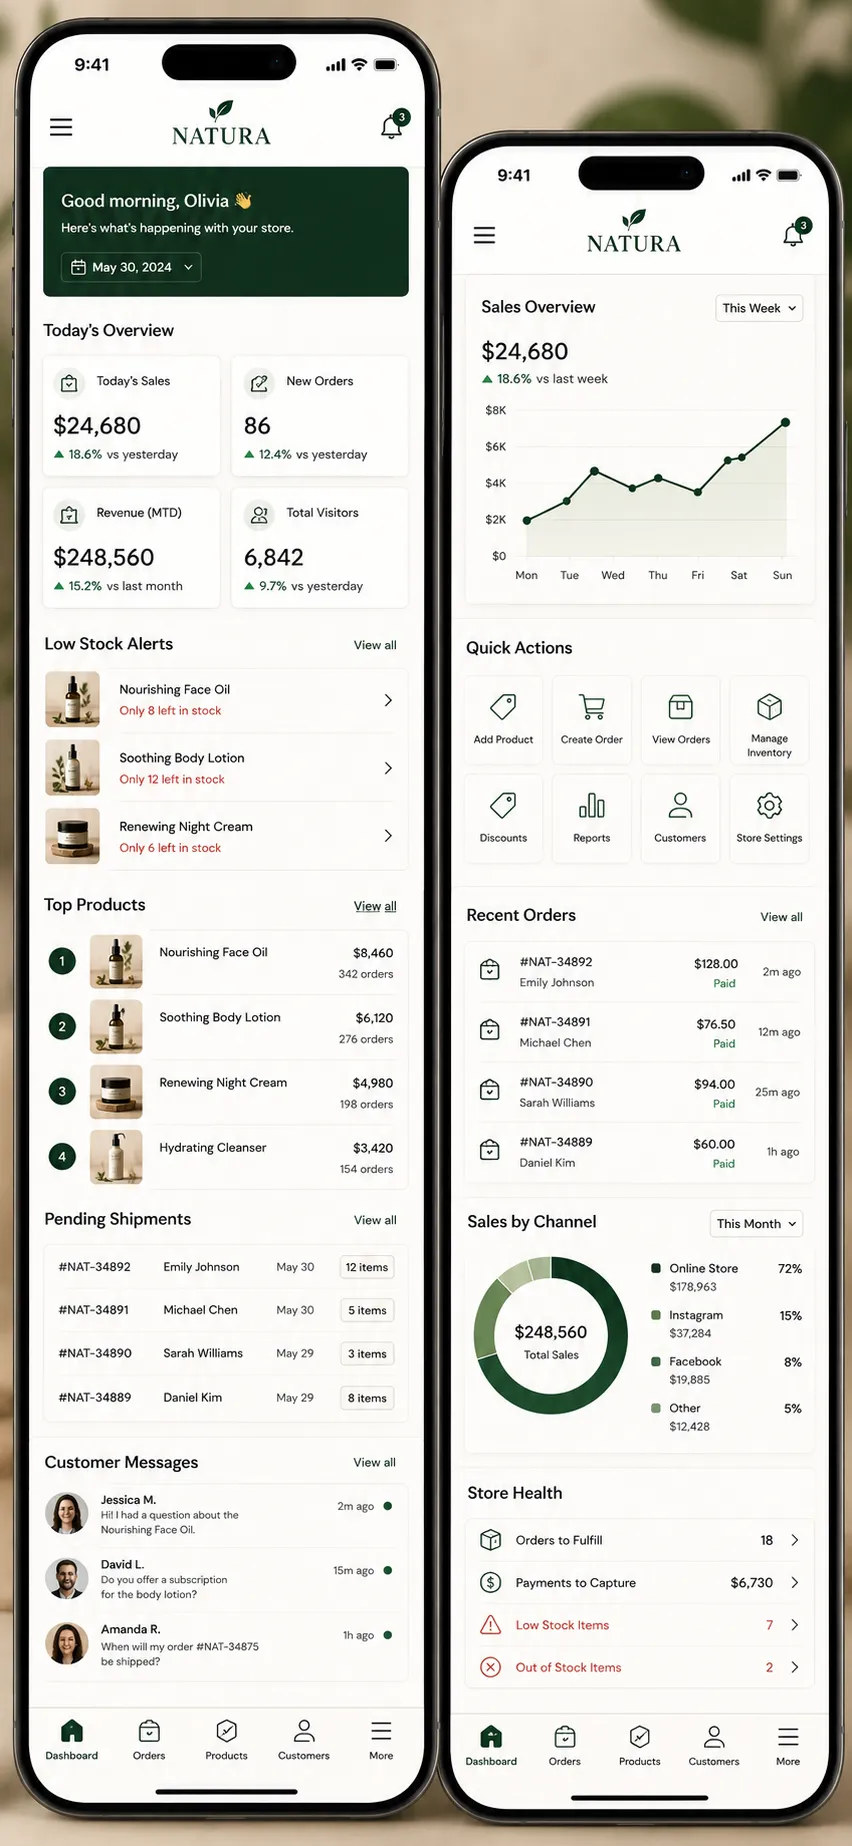 9:41
NATURA
3
Good morning, Olivia 👋
Here's what's happening with your store.
May 30, 2024
Today's Overview
Today's Sales
$24,680
▲ 18.6% vs yesterday
New Orders
86
▲ 12.4% vs yesterday
Revenue (MTD)
$248,560
▲ 15.2% vs last month
Total Visitors
6,842
▲ 9.7% vs yesterday
Low Stock Alerts
View all
Nourishing Face Oil
Only 8 left in stock
Soothing Body Lotion
Only 12 left in stock
Renewing Night Cream
Only 6 left in stock
Top Products
View all
1
Nourishing Face Oil
$8,460
342 orders
2
Soothing Body Lotion
$6,120
276 orders
3
Renewing Night Cream
$4,980
198 orders
4
Hydrating Cleanser
$3,420
154 orders
Pending Shipments
View all
#NAT-34892 Emily Johnson May 30 12 items
#NAT-34891 Michael Chen May 30 5 items
#NAT-34890 Sarah Williams May 29 3 items
#NAT-34889 Daniel Kim May 29 8 items
Customer Messages
View all
Jessica M.
Hi! I had a question about the
Nourishing Face Oil.
2m ago
David L.
Do you offer a subscription
for the body lotion?
15m ago
Amanda R.
When will my order #NAT-34875
be shipped?
1h ago
Dashboard
Orders
Products
Customers
More
9:41
NATURA
3
Sales Overview
This Week
$24,680
▲ 18.6% vs last week
$8K
$6K
$4K
$2K
$0
Mon Tue Wed Thu Fri Sat Sun
Quick Actions
Add Product
Create Order
View Orders
Manage
Inventory
Discounts
Reports
Customers
Store Settings
Recent Orders
View all
#NAT-34892
Emily Johnson
$128.00
Paid
2m ago
#NAT-34891
Michael Chen
$76.50
Paid
12m ago
#NAT-34890
Sarah Williams
$94.00
Paid
25m ago
#NAT-34889
Daniel Kim
$60.00
Paid
1h ago
Sales by Channel
This Month
$248,560
Total Sales
Online Store 72%
$178,963
Instagram 15%
$37,284
Facebook 8%
$19,885
Other 5%
$12,428
Store Health
Orders to Fulfill 18
Payments to Capture $6,730
Low Stock Items 7
Out of Stock Items 2
Dashboard
Orders
Products
Customers
More